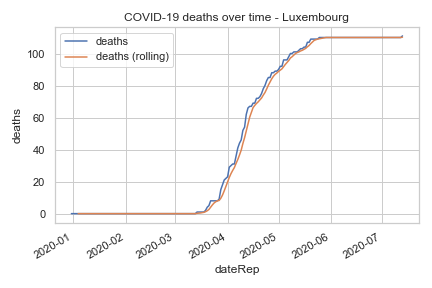 COVID-19 deaths over time - Luxembourg
deaths
deaths (rolling)
100
80
60
40
20
0
deaths
2020-01
2020-02
2020-03
2020-04
2020-05
2020-06
2020-07
dateRep